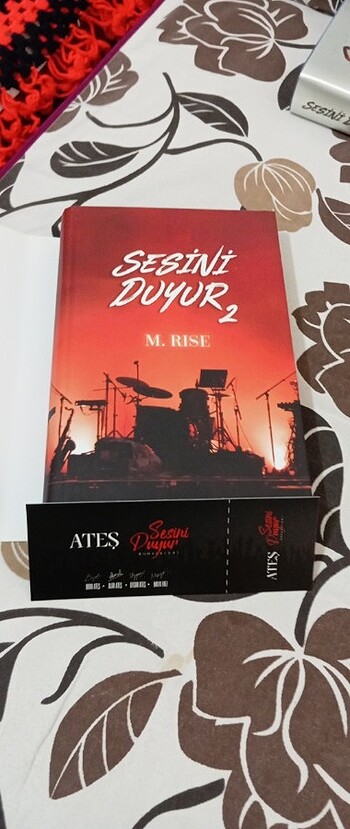 SESİNİ
SESİNİ
DUYUR
2
M. RISE
ATEŞ
Sesini
Duyur
ATEŞ
Sesini
Duyur